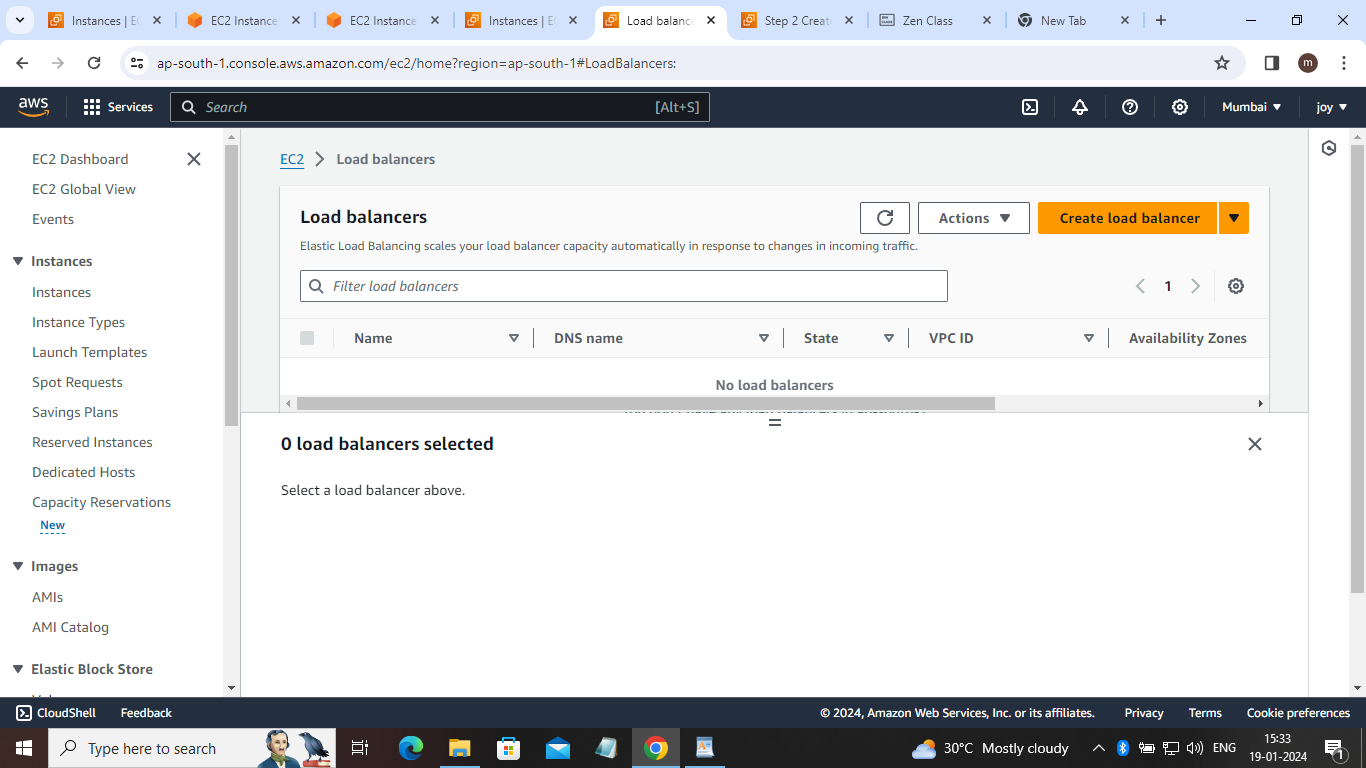 Instances | E
EC2 Instance
EC2 Instance
Instances | E
Load balance
Step 2 Creat
Zen Class
New Tab
ap-south-1.console.aws.amazon.com/ec2/home?region=ap-south-1#LoadBalancers:
m
aws
Services
Search
[Alt+S]
Mumbai
joy
EC2 Dashboard
EC2 Global View
Events
Instances
Instances
Instance Types
Launch Templates
Spot Requests
Savings Plans
Reserved Instances
Dedicated Hosts
Capacity Reservations
New
Images
AMIs
AMI Catalog
Elastic Block Store
EC2 > Load balancers
Load balancers
Actions
Create load balancer
Elastic Load Balancing scales your load balancer capacity automatically in response to changes in incoming traffic.
Filter load balancers
1
Name DNS name State VPC ID Availability Zones
No load balancers
0 load balancers selected
Select a load balancer above.
CloudShell Feedback
© 2024, Amazon Web Services, Inc. or its affiliates. Privacy Terms Cookie preferences
Type here to search
30°C Mostly cloudy
ENG
15:33
19-01-2024
1